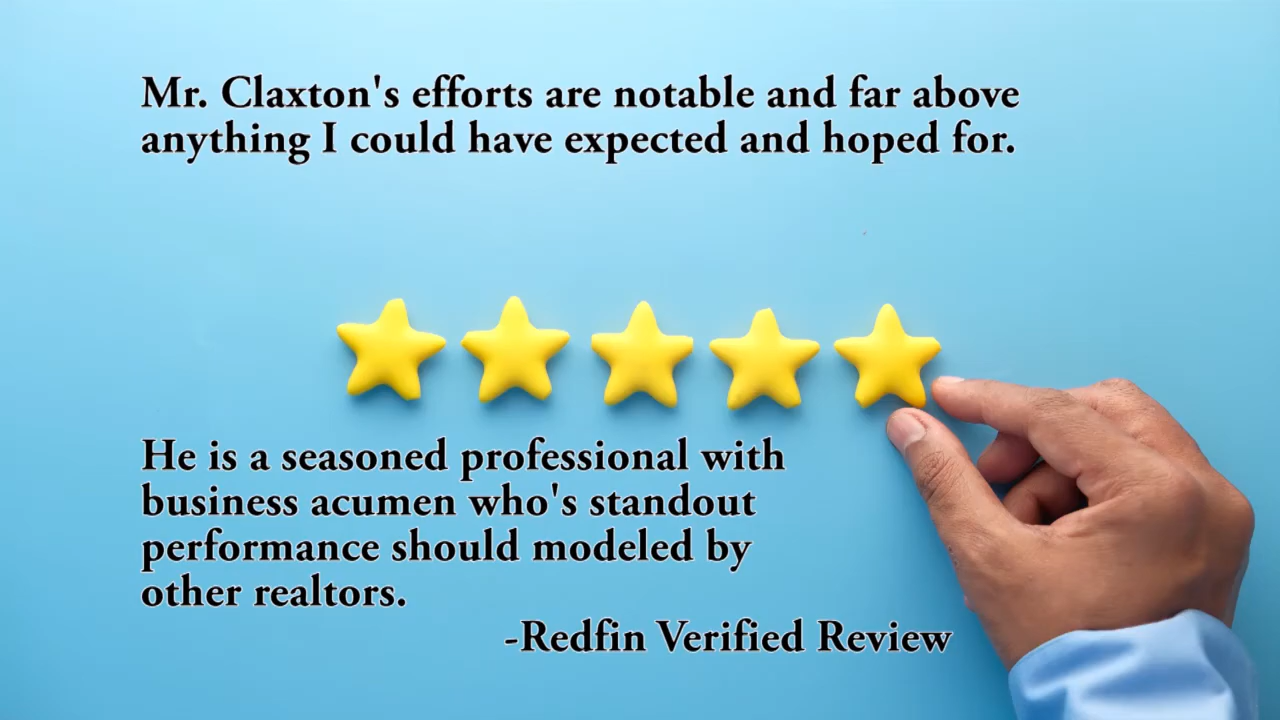 Mr. Claxton's efforts are notable and far above
anything I could have expected and hoped for.
He is a seasoned professional with
business acumen who's standout
performance should modeled by
other realtors.
-Redfin Verified Review